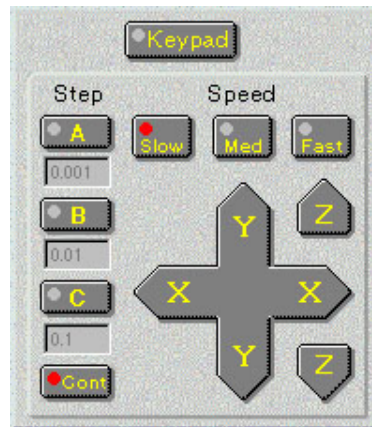 Keypad
Step Speed
A Slow Med Fast
0.001
B Y Z
0.01
C X X
0.1
Cont Y Z